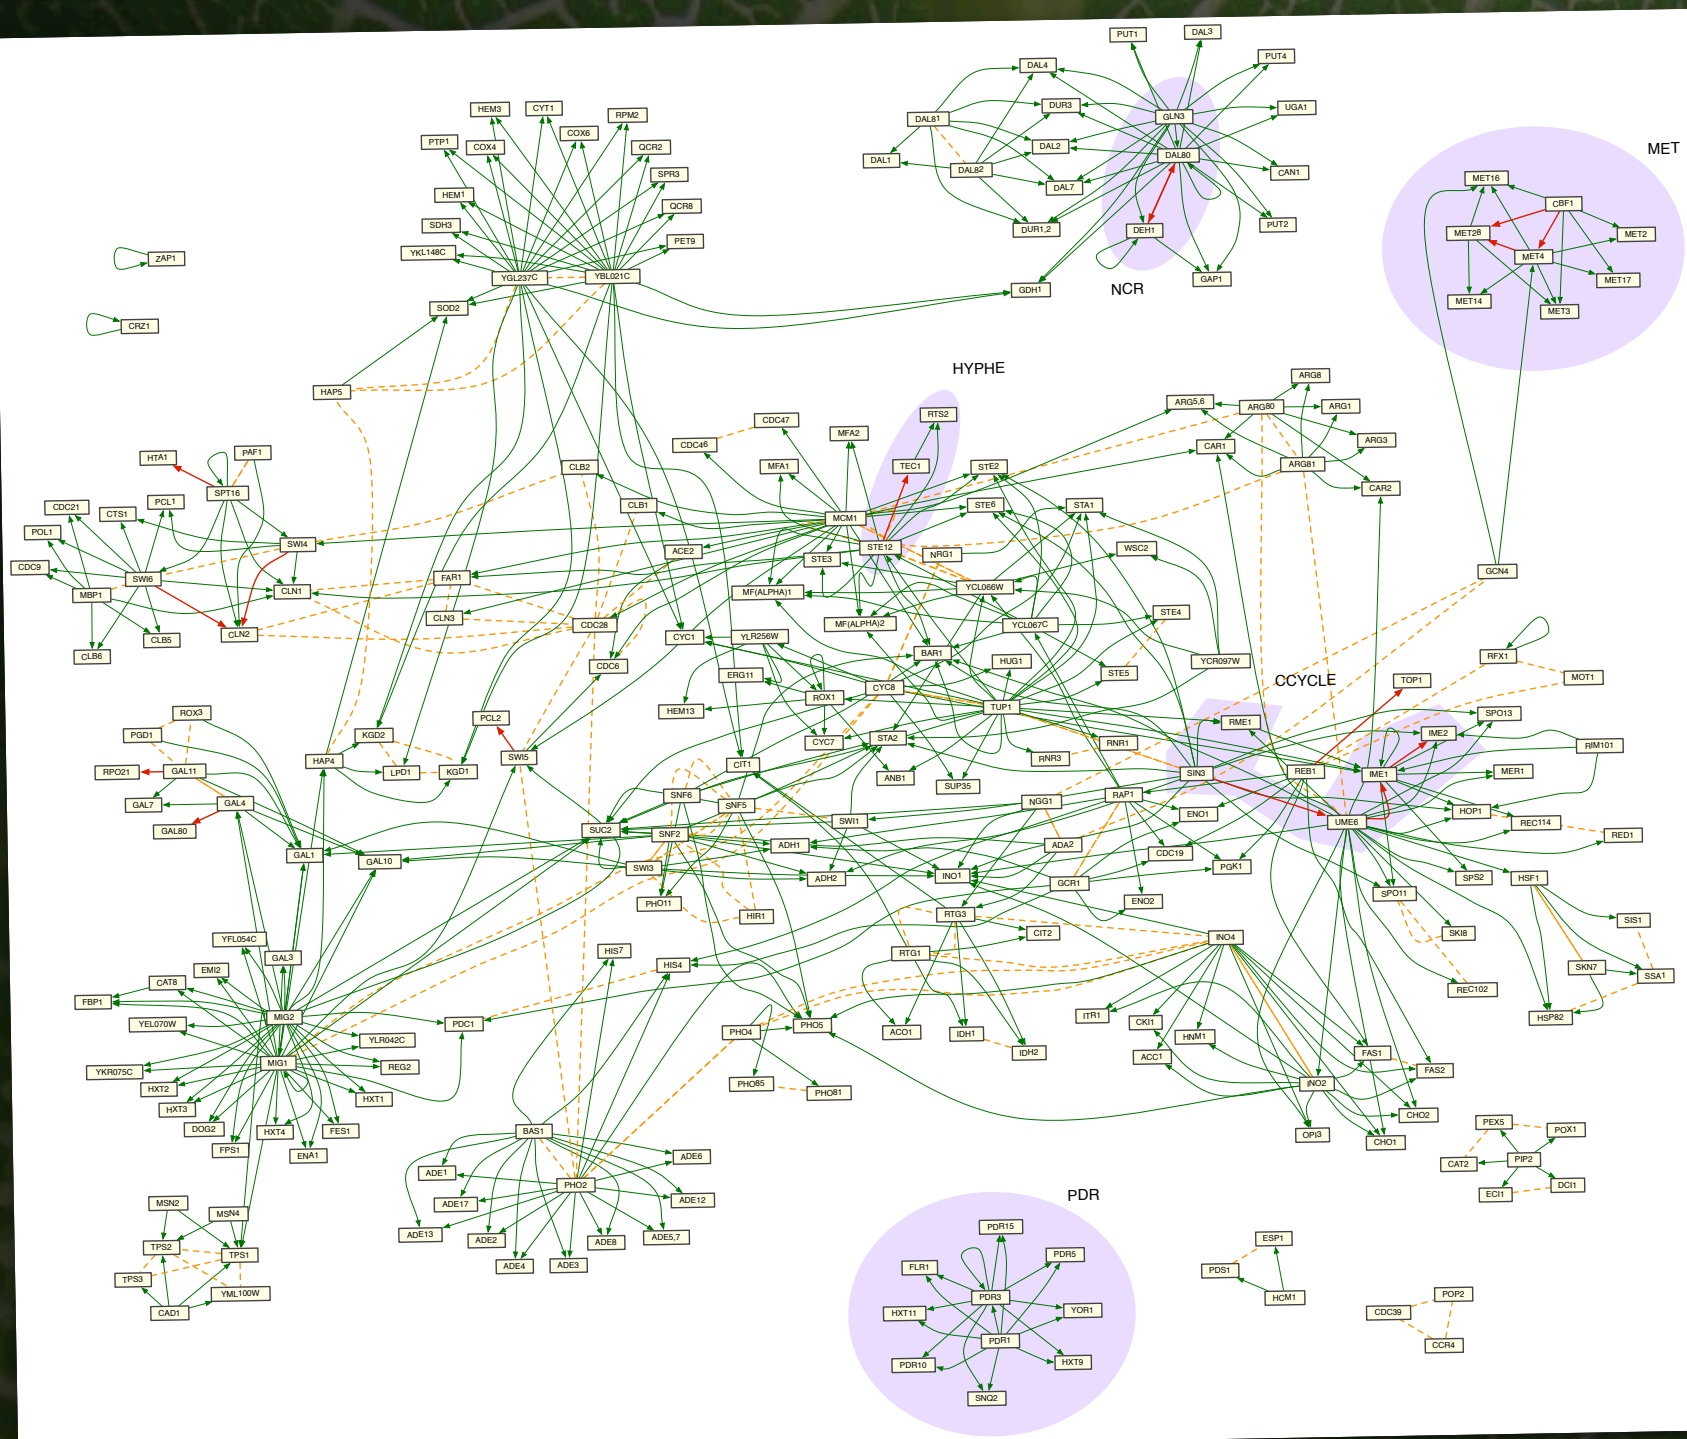 PUT1
DAL3
PUT4
DAL4
HEM3
CYT1
RPM2
DUR3
UGA1
DAL81
GLN3
COX6
PTP1
COX4
QCR2
DAL2
DAL80
MET
DAL1
DAL82
CAN1
SPR3
HEM1
DAL7
MET16
QCR8
CBF1
SDH3
DUR1,2
DEH1
PUT2
MET28
MET2
PET9
YKL148C
ZAP1
MET4
YGL237C
YBL021C
GDH1
NCR
GAP1
MET17
MET14
MET3
SOD2
CRZ1
HYPHE
ARG8
HAP5
ARG5,6
ARG80
ARG1
RTS2
CDC47
MFA2
CDC46
CAR1
ARG3
HTA1
PAF1
CLB2
MFA1
TEC1
STE2
ARG81
CAR2
SPT16
CDC21
PCL1
CTS1
CLB1
MCM1
STE6
STA1
POL1
SWI4
ACE2
STE3
STE12
NRG1
WSC2
CDC9
SWI6
MBP1
CLN1
FAR1
MF(ALPHA)1
YCL066W
GCN4
CLN3
CDC28
MF(ALPHA)2
YCL067C
STE4
CLN2
CLB5
CLB6
CYC1
YLR256W
BAR1
HUG1
YCR097W
RFX1
CDC6
ERG11
STE5
CCYCLE
TOP1
MOT1
ROX1
CYC8
TUP1
HEM13
ROX3
PCL2
RME1
SPO13
PGD1
KGD2
CYC7
STA2
RNR1
IME2
RIM101
RNR3
SWI5
HAP4
CIT1
RPO21
GAL11
LPD1
KGD1
ANB1
SUP35
SIN3
REB1
IME1
MER1
SNF6
SNF5
NGG1
RAP1
GAL7
GAL4
HOP1
ENO1
SWI1
UME6
REC114
GAL80
SUC2
SNF2
ADH1
ADA2
CDC19
RED1
GAL1
GAL10
SWI3
ADH2
INO1
GCR1
PGK1
SPS2
HSF1
PHO11
HIR1
ENO2
SPO11
RTG3
CIT2
SKI8
SIS1
YFL054C
GAL3
HIS7
HIS4
RTG1
INO4
SKN7
SSA1
EMI2
CAT8
FBP1
REC102
MIG2
YEL070W
PDC1
PHO4
PHO5
ACO1
IDH1
ITR1
CKI1
HNM1
HSP82
YLR042C
MIG1
REG2
YKR075C
IDH2
ACC1
FAS1
FAS2
HXT2
HXT1
PHO85
PHO81
INO2
HXT3
DOG2
HXT4
FES1
BAS1
OPI3
CHO1
CHO2
FPS1
ENA1
PEX5
POX1
ADE6
CAT2
PIP2
ADE1
PHO2
DCI1
ECI1
ADE17
ADE12
PDR
MSN2
MSN4
ADE13
ADE2
ADE8
ADE5,7
PDR15
TPS2
TPS1
ADE4
ADE3
PDR5
ESP1
FLR1
PDS1
TPS3
YML100W
PDR3
HCM1
POP2
CAD1
HXT11
YOR1
CDC39
PDR1
CCR4
PDR10
HXT9
SNQ2